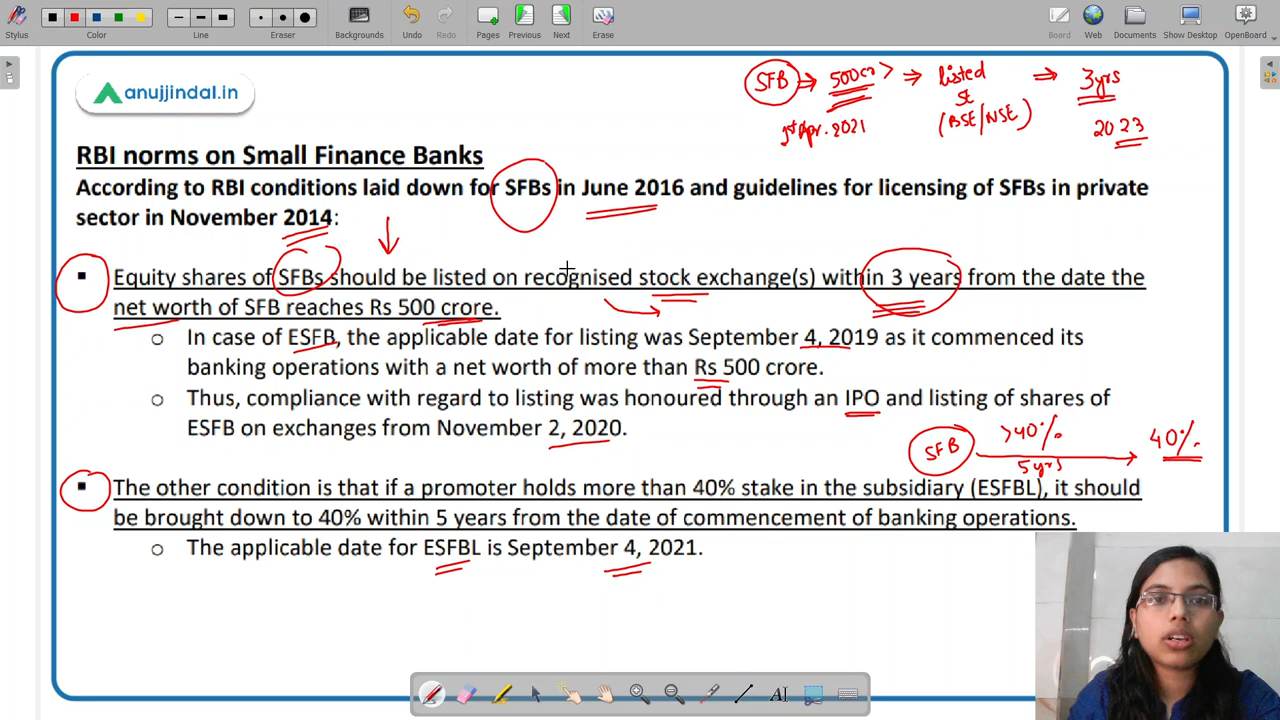 Stylus
Color
Line
Eraser
Backgrounds
Undo
Redo
Pages
Previous
Next
Erase
Board
Web
Documents
Show Desktop
OpenBoard
anujjindal.in
SFB ⇒ 500cr > ⇒ listed ⇒ 3yrs
1st Apr. 2021
(BSE/NSE)
2023
RBI norms on Small Finance Banks
According to RBI conditions laid down for SFBs in June 2016 and guidelines for licensing of SFBs in private
sector in November 2014:
▪ Equity shares of SFBs should be listed on recognised stock exchange(s) within 3 years from the date the
net worth of SFB reaches Rs 500 crore.
o In case of ESFB, the applicable date for listing was September 4, 2019 as it commenced its
banking operations with a net worth of more than Rs 500 crore.
o Thus, compliance with regard to listing was honoured through an IPO and listing of shares of
ESFB on exchanges from November 2, 2020.
SFB >40% 40%
5 yrs
▪ The other condition is that if a promoter holds more than 40% stake in the subsidiary (ESFBL), it should
be brought down to 40% within 5 years from the date of commencement of banking operations.
o The applicable date for ESFBL is September 4, 2021.